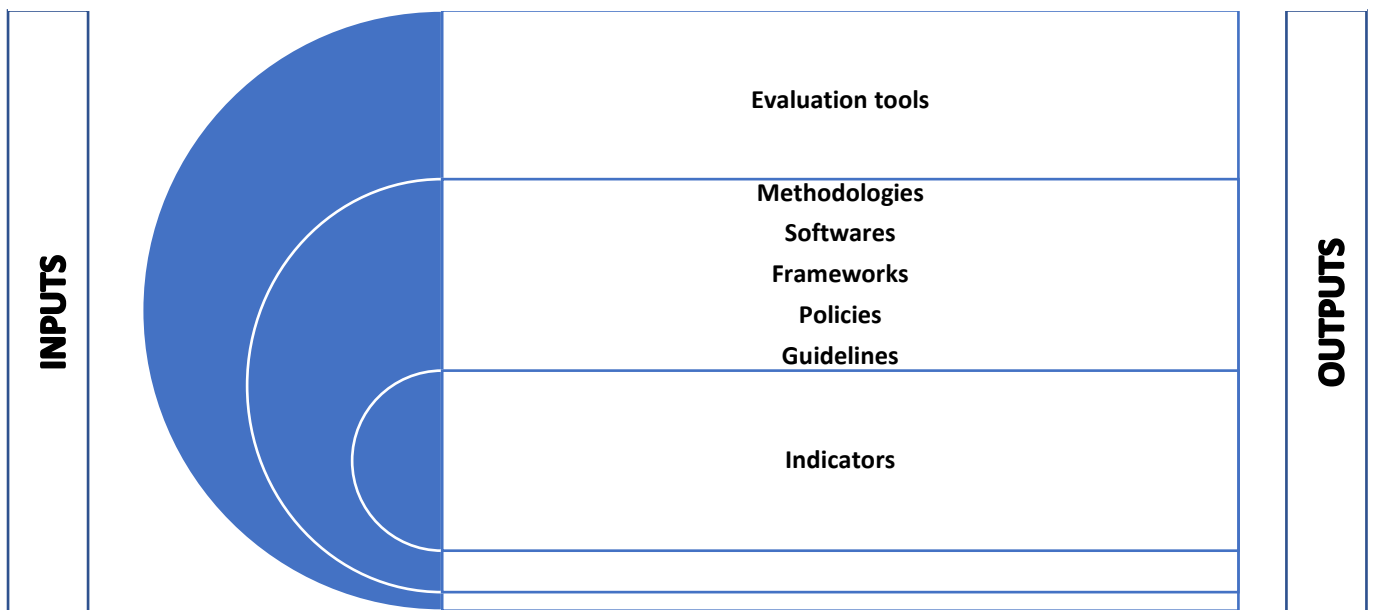 INPUTS
Evaluation tools
Methodologies
Softwares
Frameworks
Policies
Guidelines
Indicators
OUTPUTS